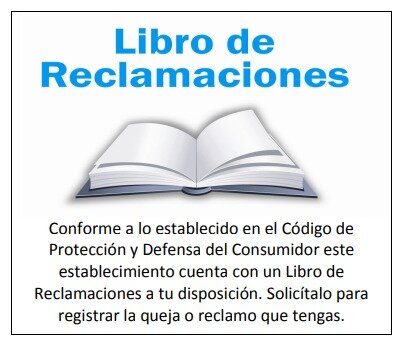 Libro de
Reclamaciones
Conforme a lo establecido en el Código de
Protección y Defensa del Consumidor este
establecimiento cuenta con un Libro de
Reclamaciones a tu disposición. Solicítalo para
registrar la queja o reclamo que tengas.